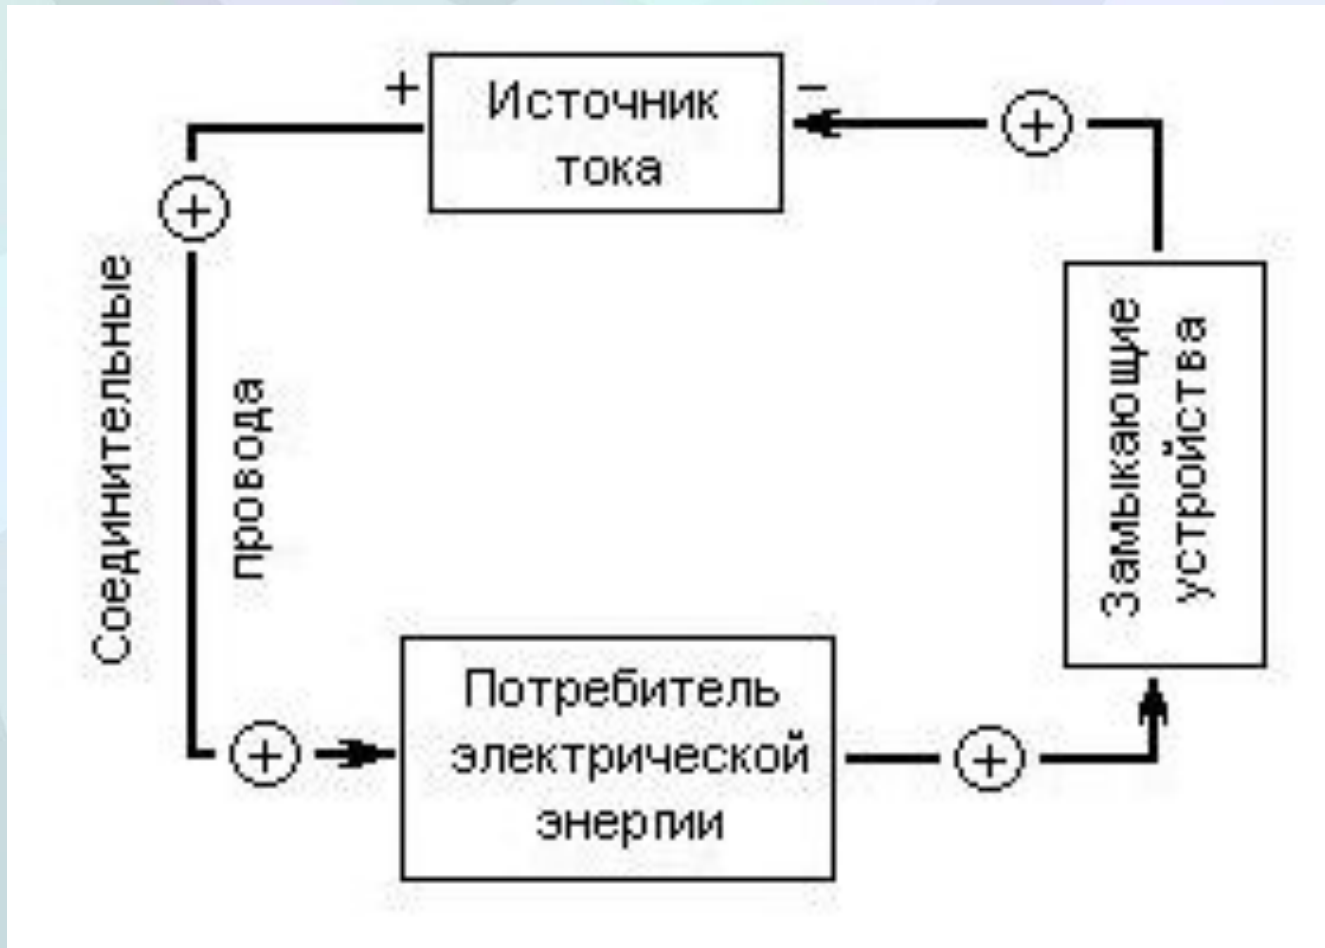 +
Источник
−
тока
+
+
Соединительные
провода
Замыкающие
устройства
Потребитель
электрической
энергии
+
+